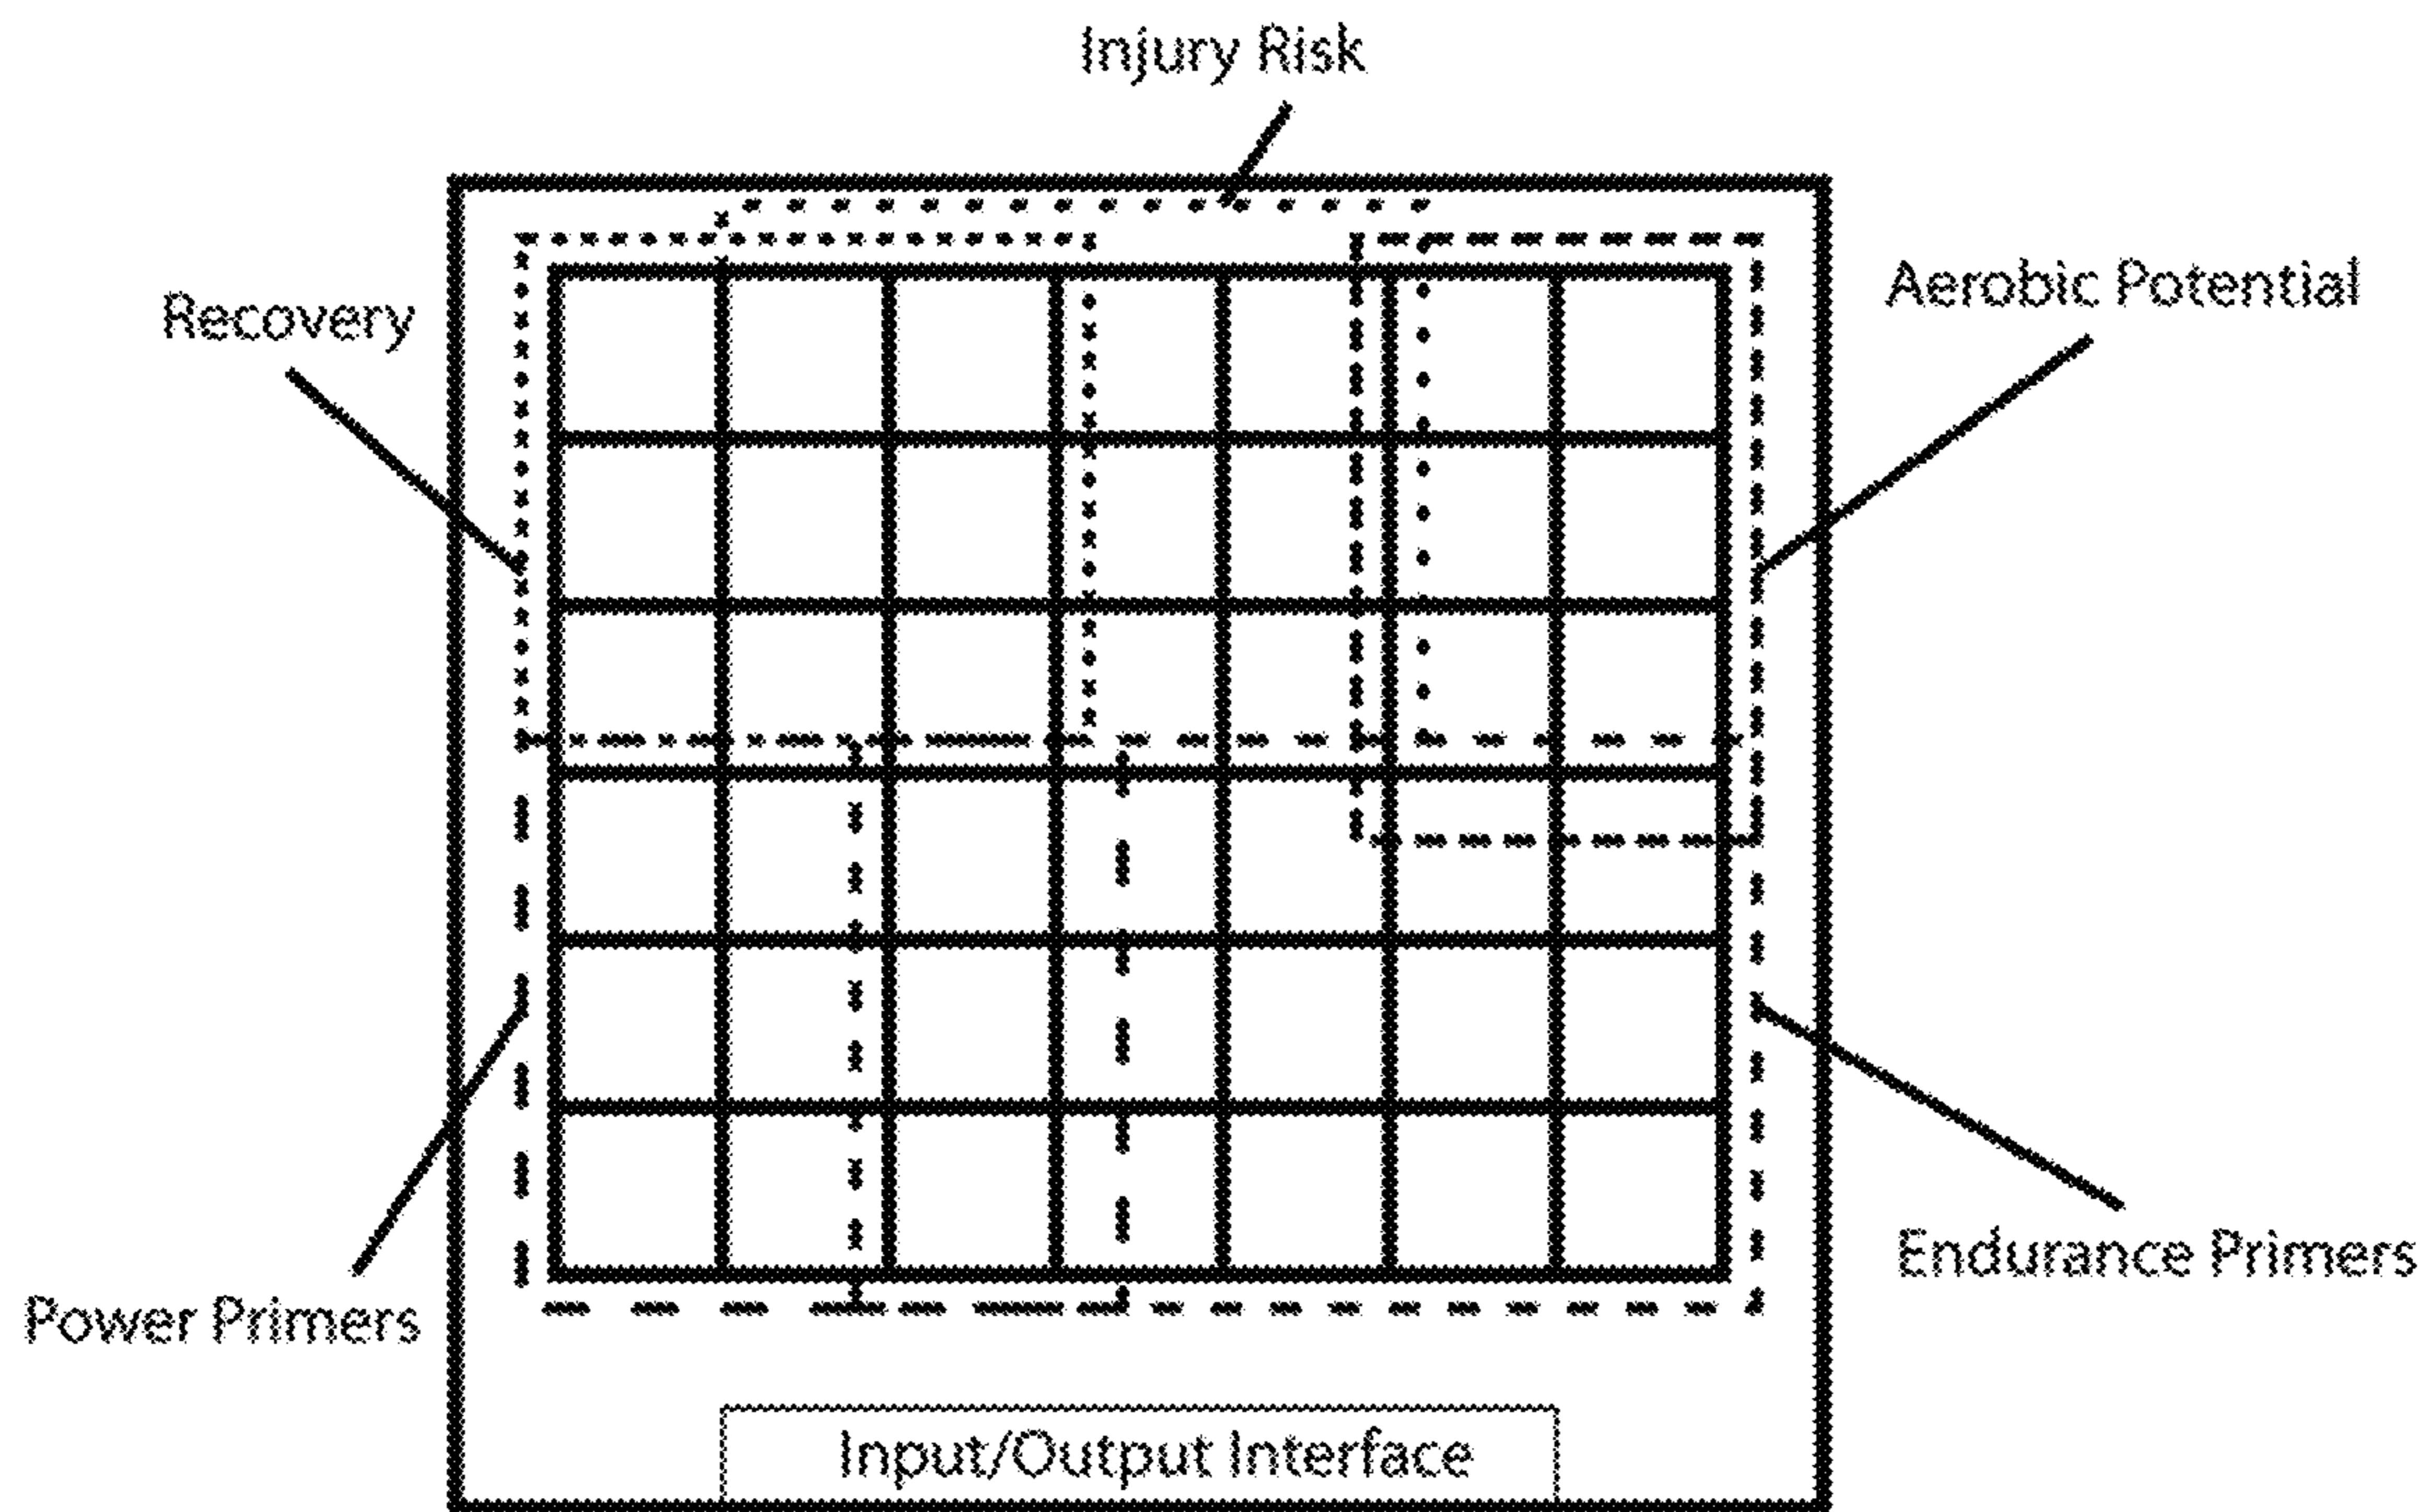 Injury Risk
Recovery
Aerobic Potential
Power Primers
Endurance Primers
Input/Output Interface